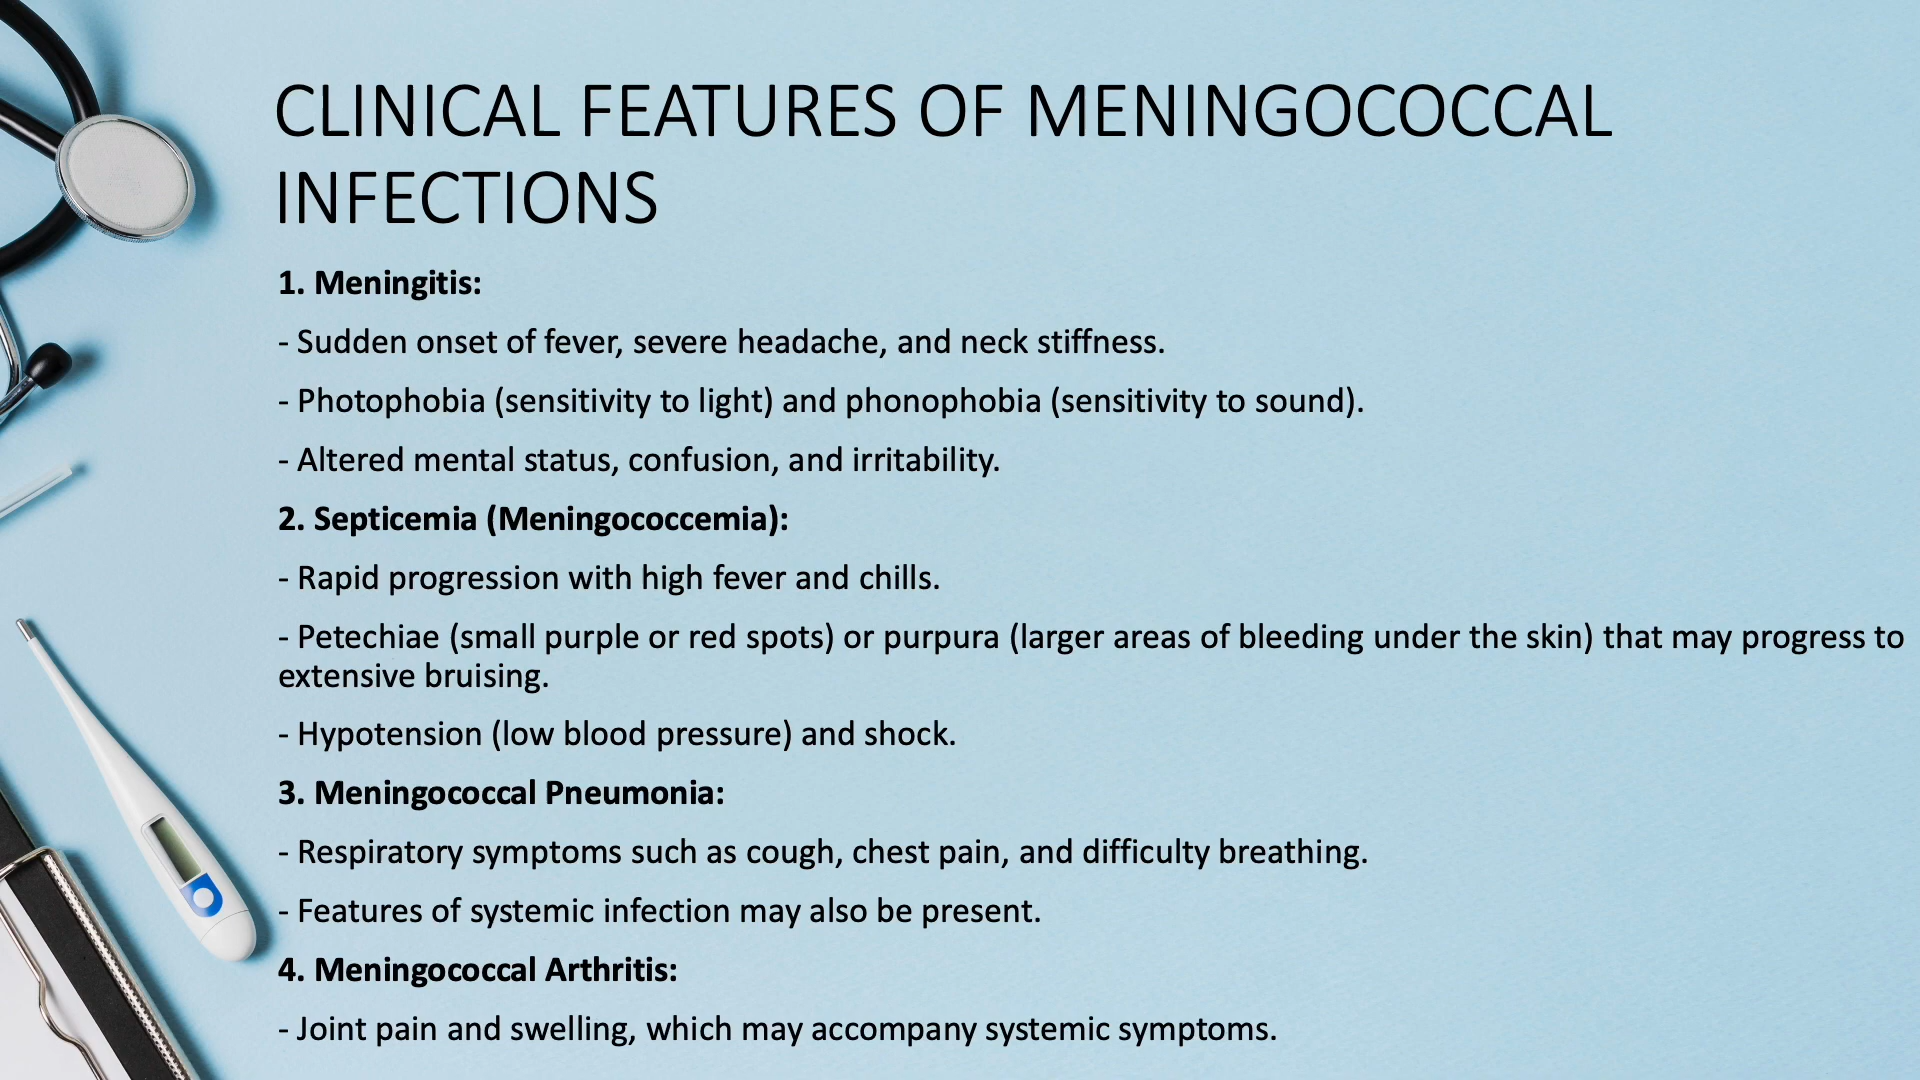 CLINICAL FEATURES OF MENINGOCOCCAL
INFECTIONS
1. Meningitis:
- Sudden onset of fever, severe headache, and neck stiffness.
- Photophobia (sensitivity to light) and phonophobia (sensitivity to sound).
- Altered mental status, confusion, and irritability.
2. Septicemia (Meningococcemia):
- Rapid progression with high fever and chills.
- Petechiae (small purple or red spots) or purpura (larger areas of bleeding under the skin) that may progress to
extensive bruising.
- Hypotension (low blood pressure) and shock.
3. Meningococcal Pneumonia:
- Respiratory symptoms such as cough, chest pain, and difficulty breathing.
- Features of systemic infection may also be present.
4. Meningococcal Arthritis:
- Joint pain and swelling, which may accompany systemic symptoms.